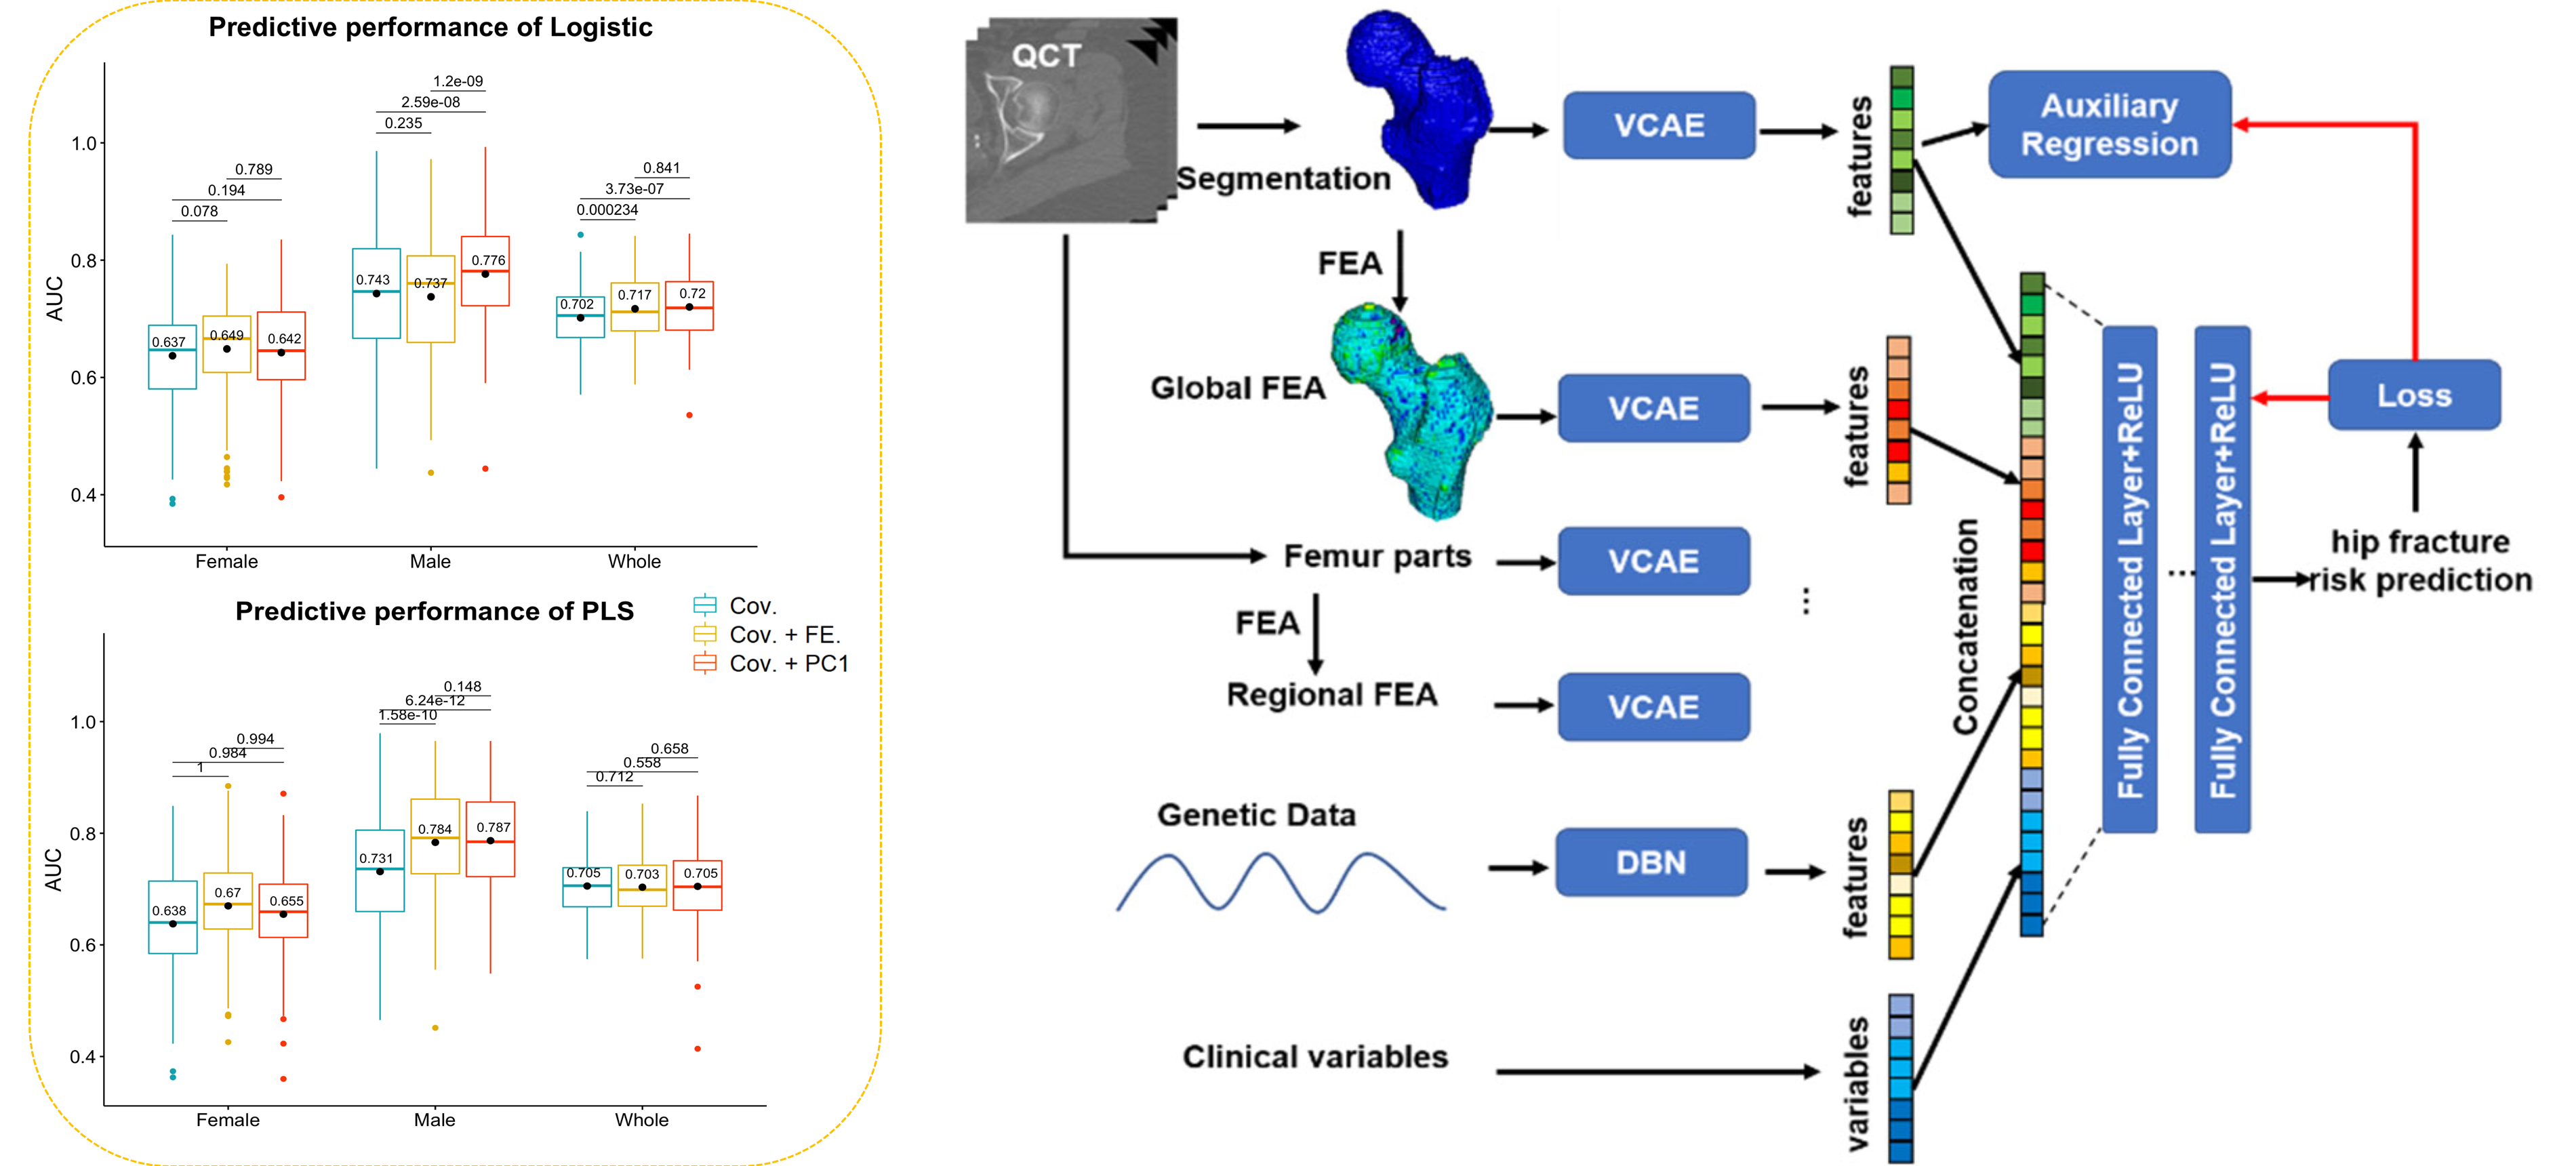 Predictive performance of Logistic
1.2e-09
2.59e-08
0.235
1.0
0.789
0.194
0.078
0.841
3.73e-07
0.000234
0.8
AUC
0.637
0.649
0.642
0.743
0.737
0.776
0.702
0.717
0.72
0.6
0.4
Female
Male
Whole
Predictive performance of PLS
Cov.
Cov. + FE.
Cov. + PC1
0.148
6.24e-12
1.58e-10
1.0
0.994
0.984
1
0.658
0.558
0.712
0.8
AUC
0.638
0.67
0.655
0.731
0.784
0.787
0.705
0.703
0.705
0.6
0.4
Female
Male
Whole
QCT
Segmentation
VCAE
features
Auxiliary
Regression
FEA
Global FEA
VCAE
features
Femur parts
VCAE
...
FEA
Regional FEA
VCAE
Genetic Data
DBN
features
Clinical variables
variables
Concatenation
Fully Connected Layer+ReLU
...
Fully Connected Layer+ReLU
Loss
hip fracture
risk prediction